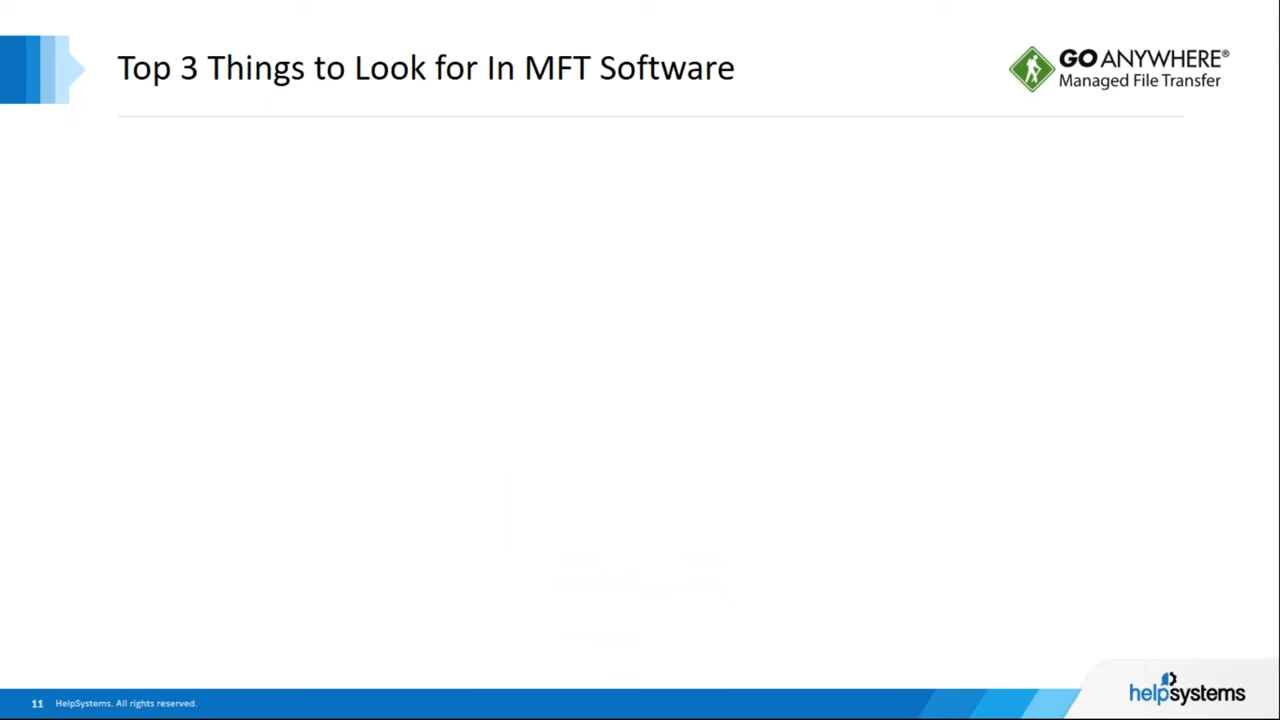 Top 3 Things to Look for In MFT Software
GO ANYWHERE®
Managed File Transfer
11 HelpSystems. All rights reserved.
helpsystems